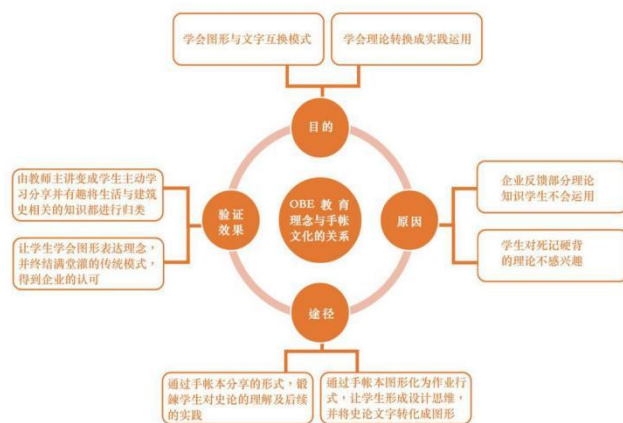 学会图形与文字互换模式
学会理论转换成实践运用
目的
由教师主讲变成学生主动学
习分享并有趣将生活与建筑
史相关的知识都进行归类
让学生学会图形表达理念，
并终结满堂灌的传统模式，
得到企业的认可
验证
效果
OBE 教育
理念与手帐
文化的关系
原因
企业反馈部分理论
知识学生不会运用
学生对死记硬背
的理论不感兴趣
途径
通过手帐本分享的形式，锻
鍊学生对史论的理解及后续
的实践
通过手帐本图形化为作业行
式，让学生形成设计思维，
并将史论文字转化成图形